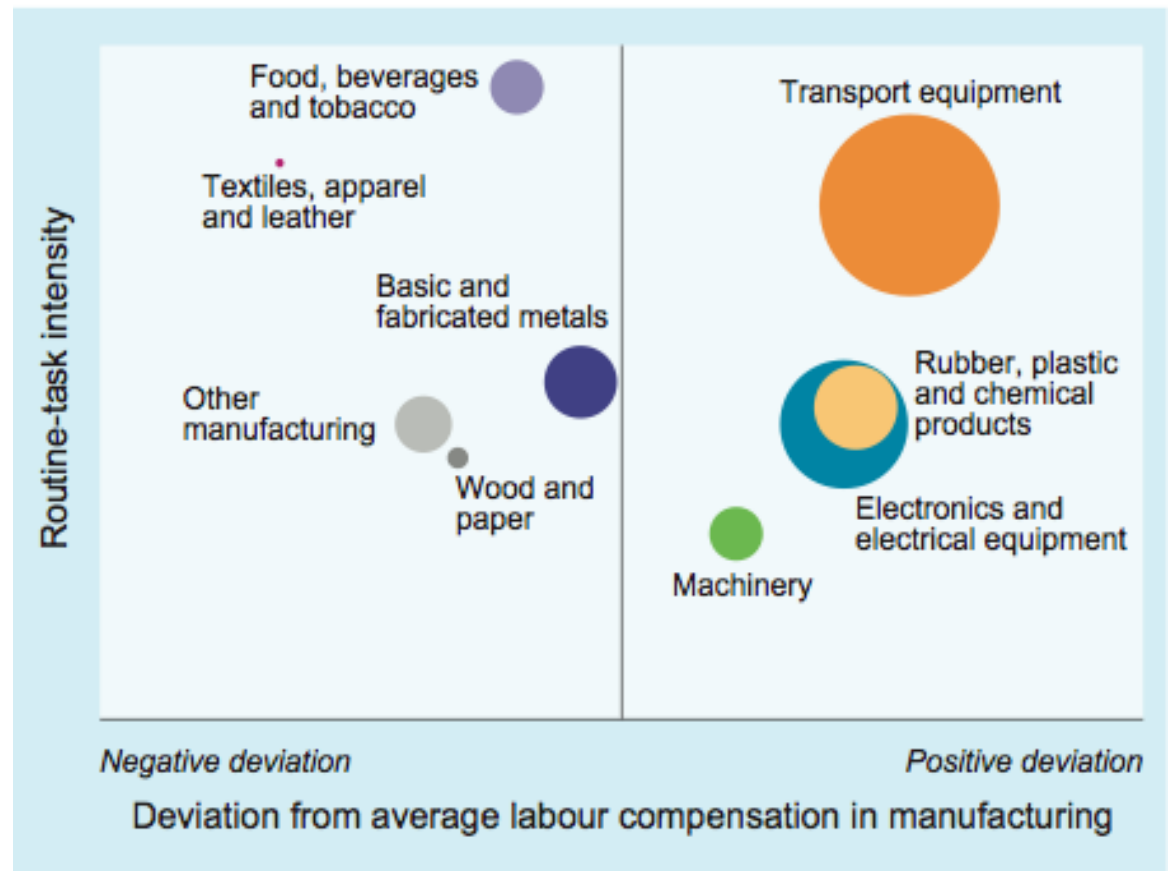 Food, beverages
and tobacco
Transport equipment
Textiles, apparel
and leather
Basic and
fabricated metals
Other
manufacturing
Rubber, plastic
and chemical
products
Wood and
paper
Electronics and
electrical equipment
Machinery
Routine-task intensity
Negative deviation
Positive deviation
Deviation from average labour compensation in manufacturing